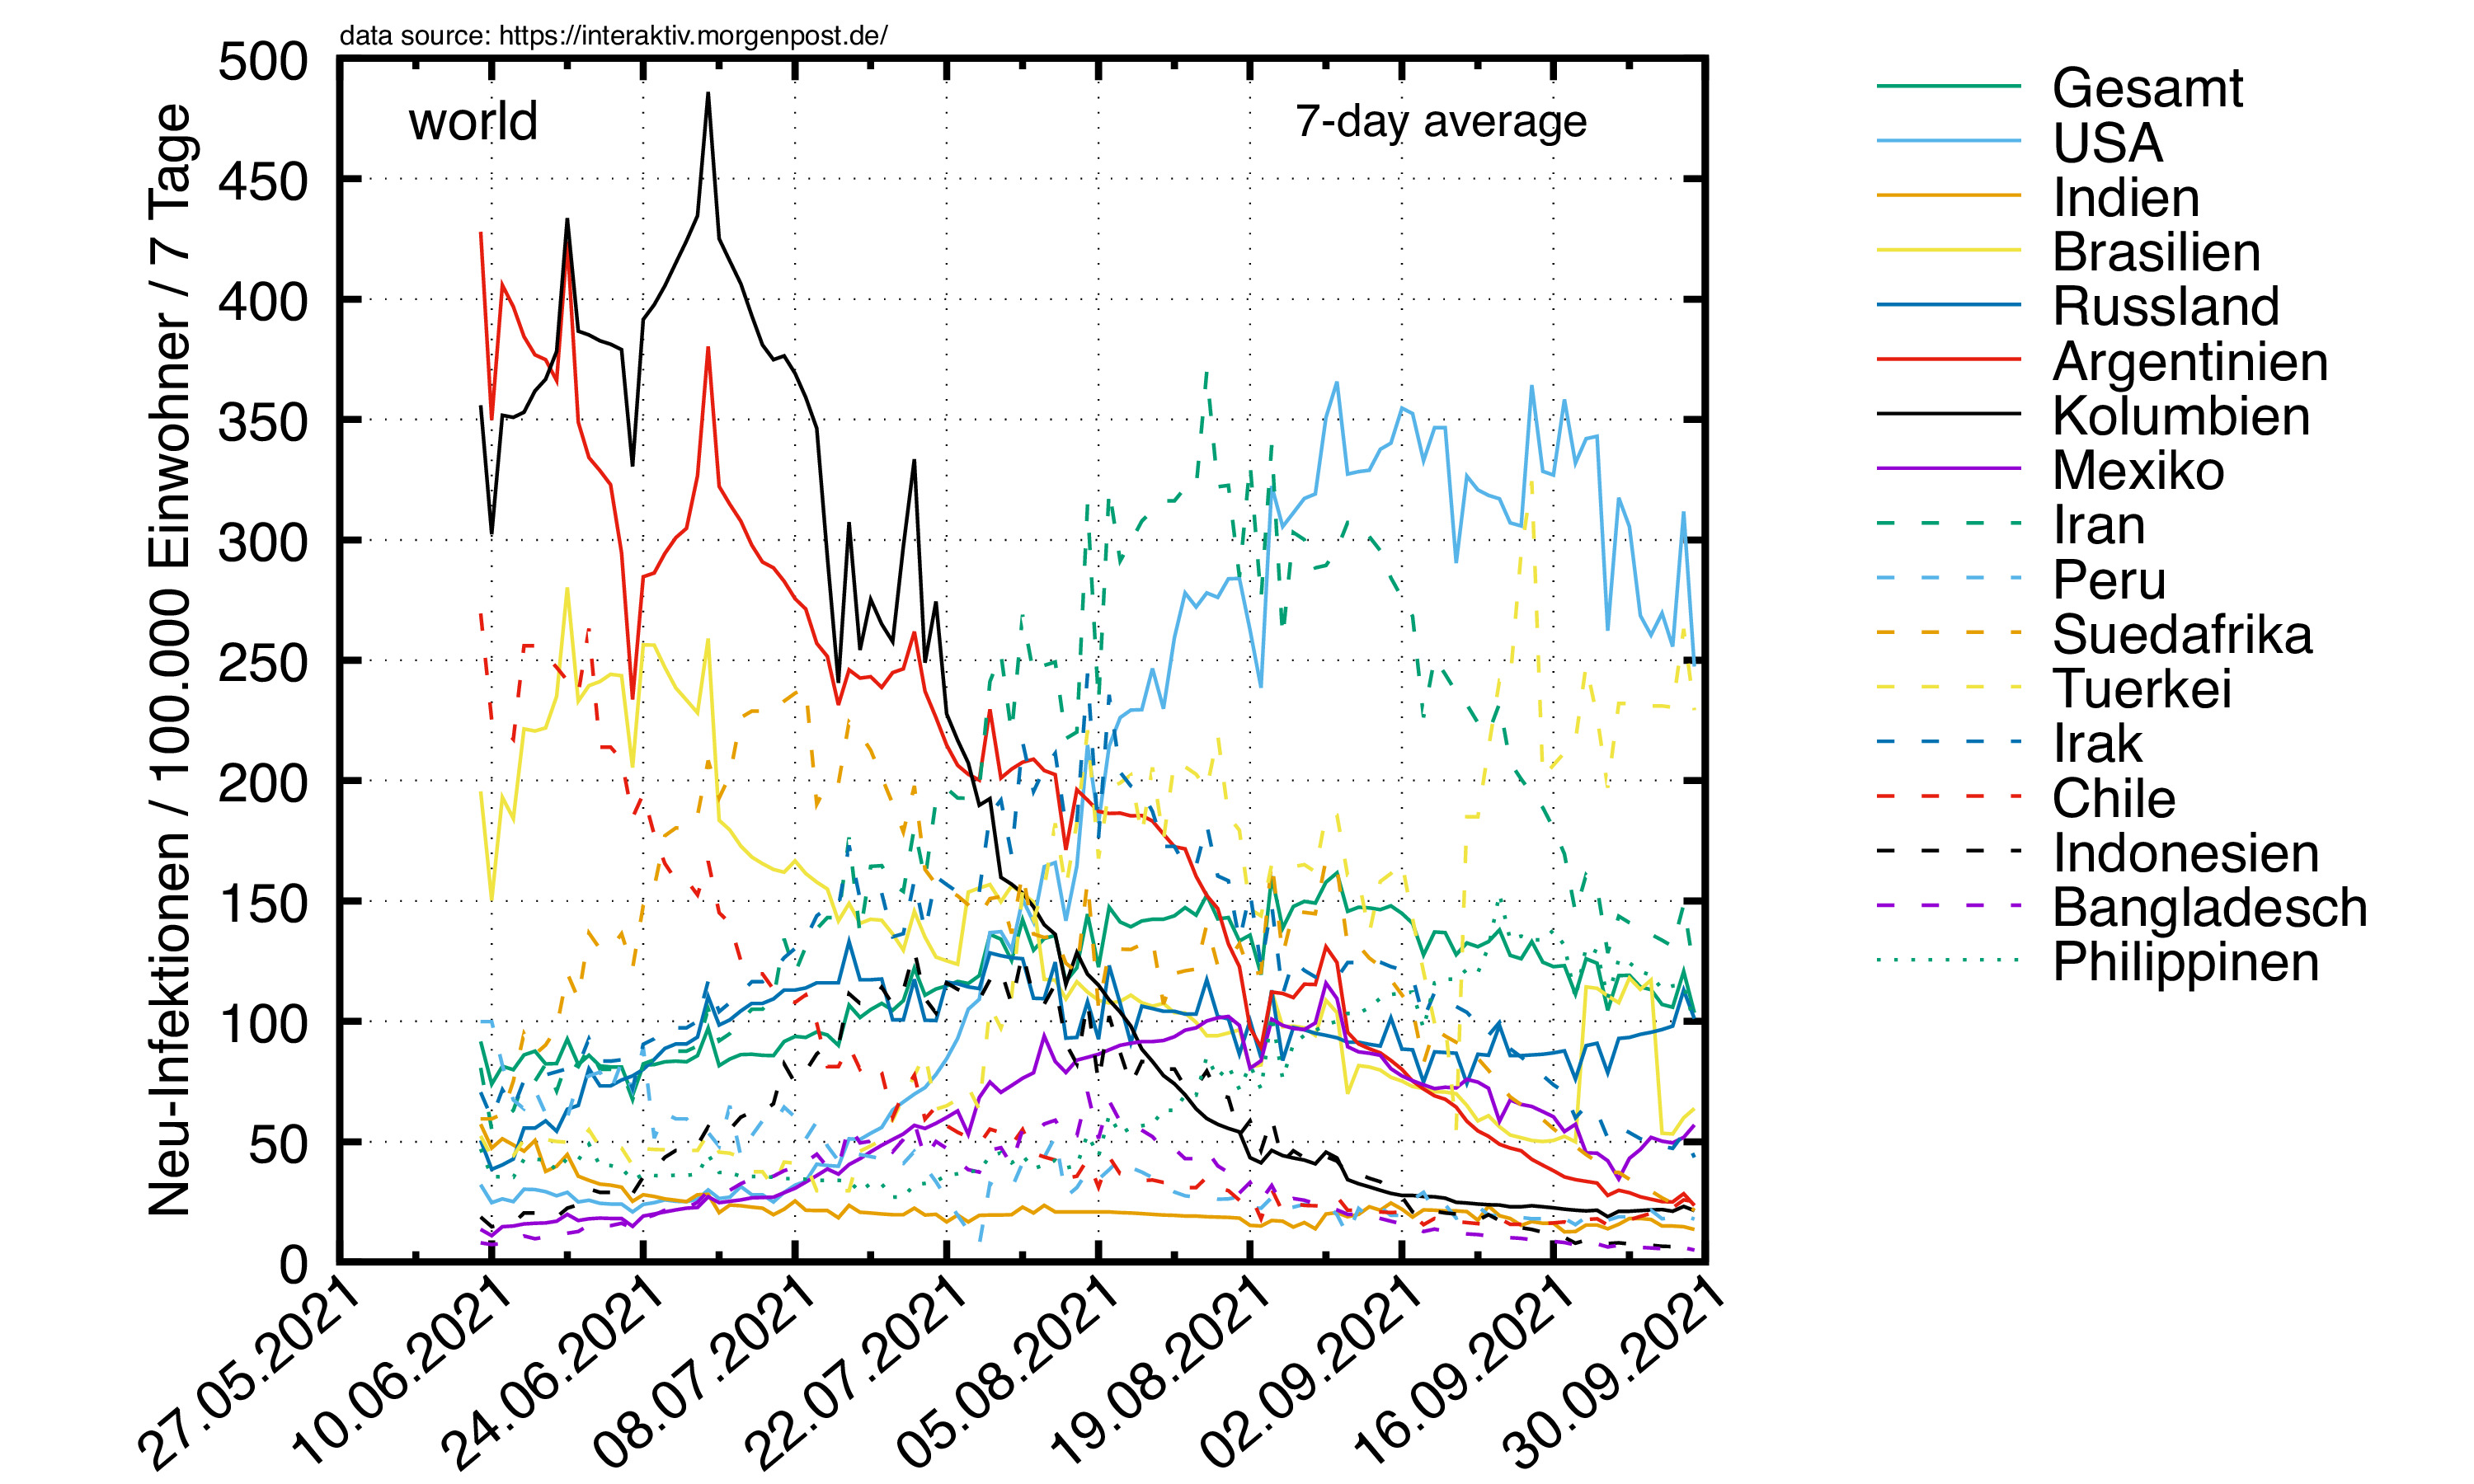 data source: https://interaktiv.morgenpost.de/
world
7-day average
Neu-Infektionen / 100.000 Einwohner / 7 Tage
500
450
400
350
300
250
200
150
100
50
0
27.05.2021
10.06.2021
24.06.2021
08.07.2021
22.07.2021
05.08.2021
19.08.2021
02.09.2021
16.09.2021
30.09.2021
Gesamt
USA
Indien
Brasilien
Russland
Argentinien
Kolumbien
Mexiko
Iran
Peru
Suedafrika
Tuerkei
Irak
Chile
Indonesien
Bangladesch
Philippinen